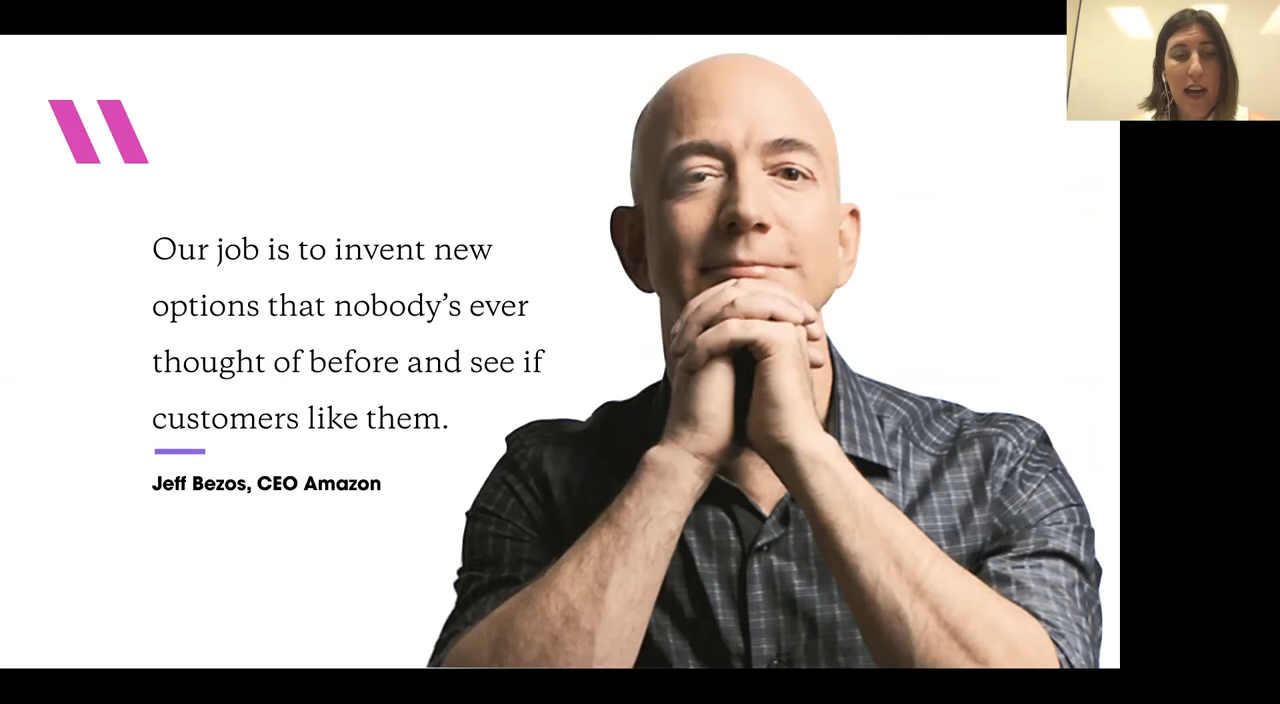 Our job is to invent new
options that nobody’s ever
thought of before and see if
customers like them.
Jeff Bezos, CEO Amazon